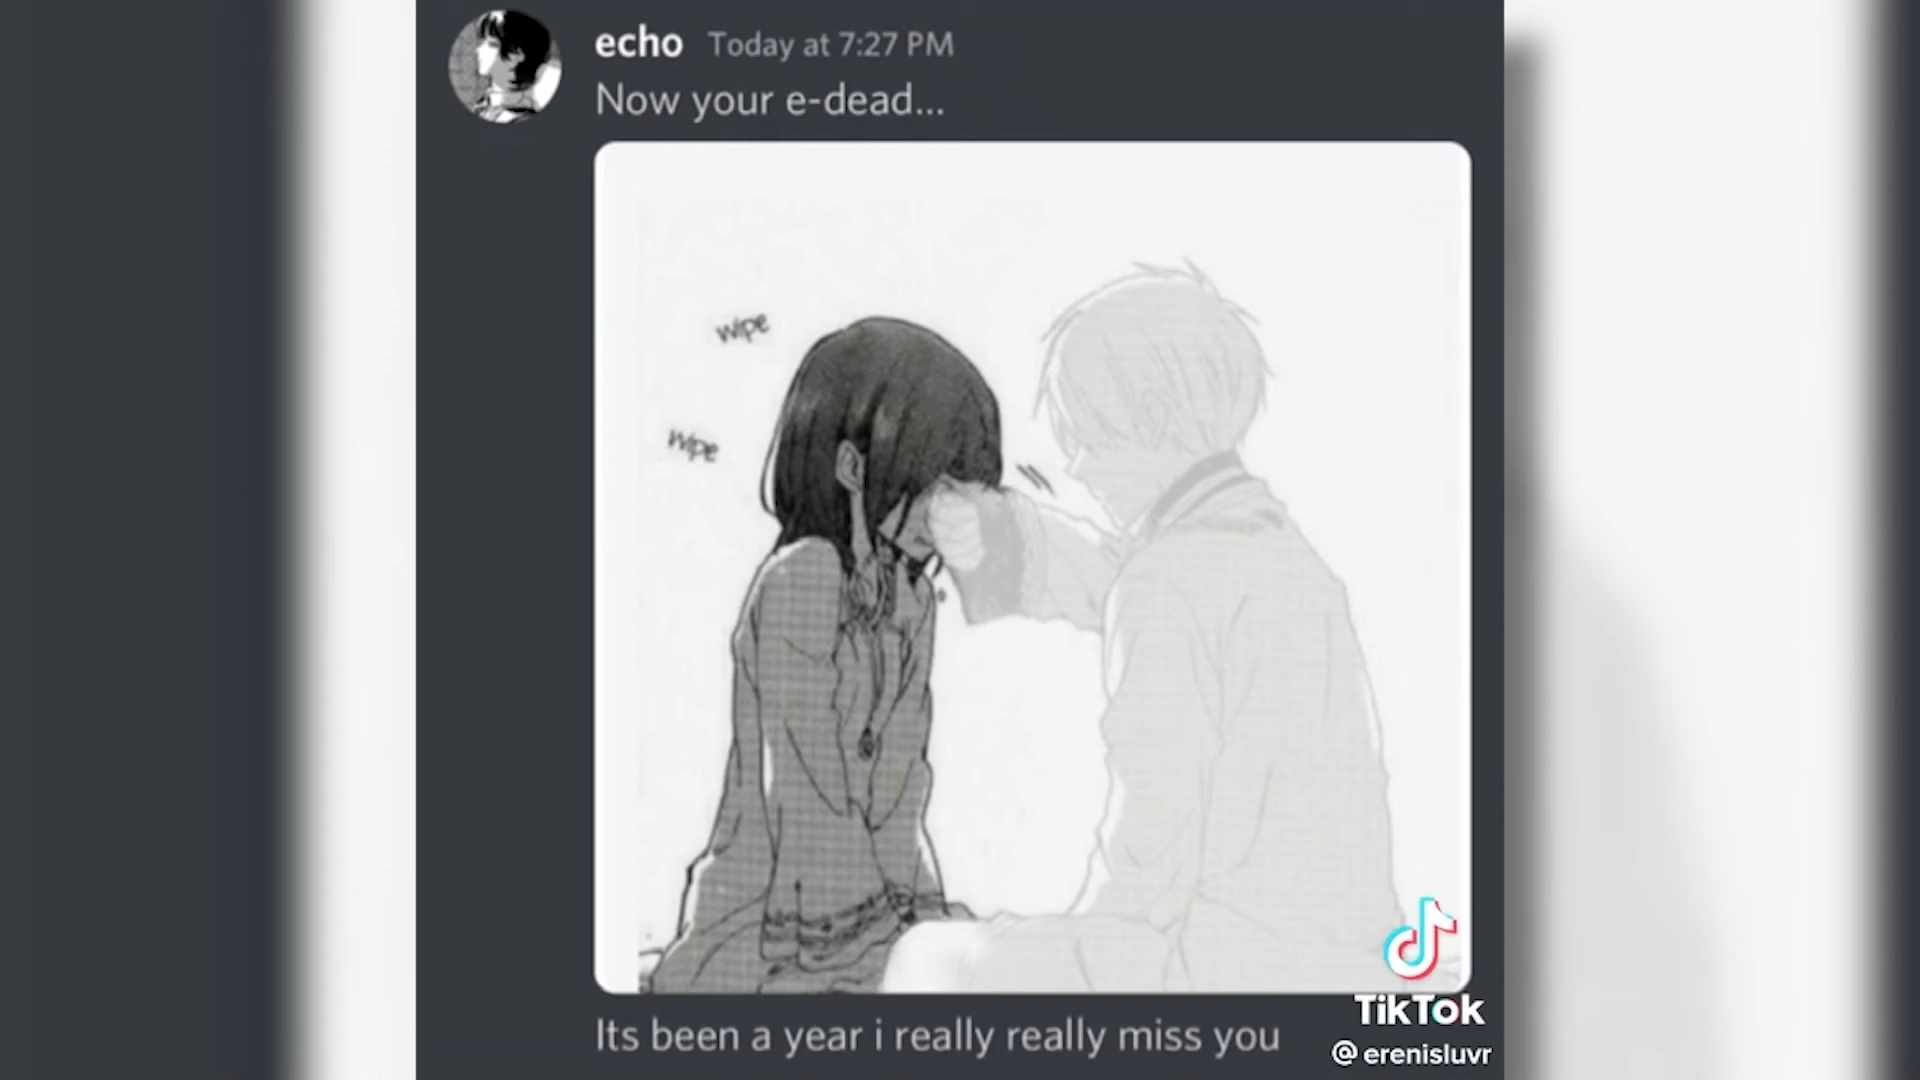 echo Today at 7:27 PM
Now your e-dead...
wipe
wipe
Its been a year i really really miss you
TikTok
@erenisluvr